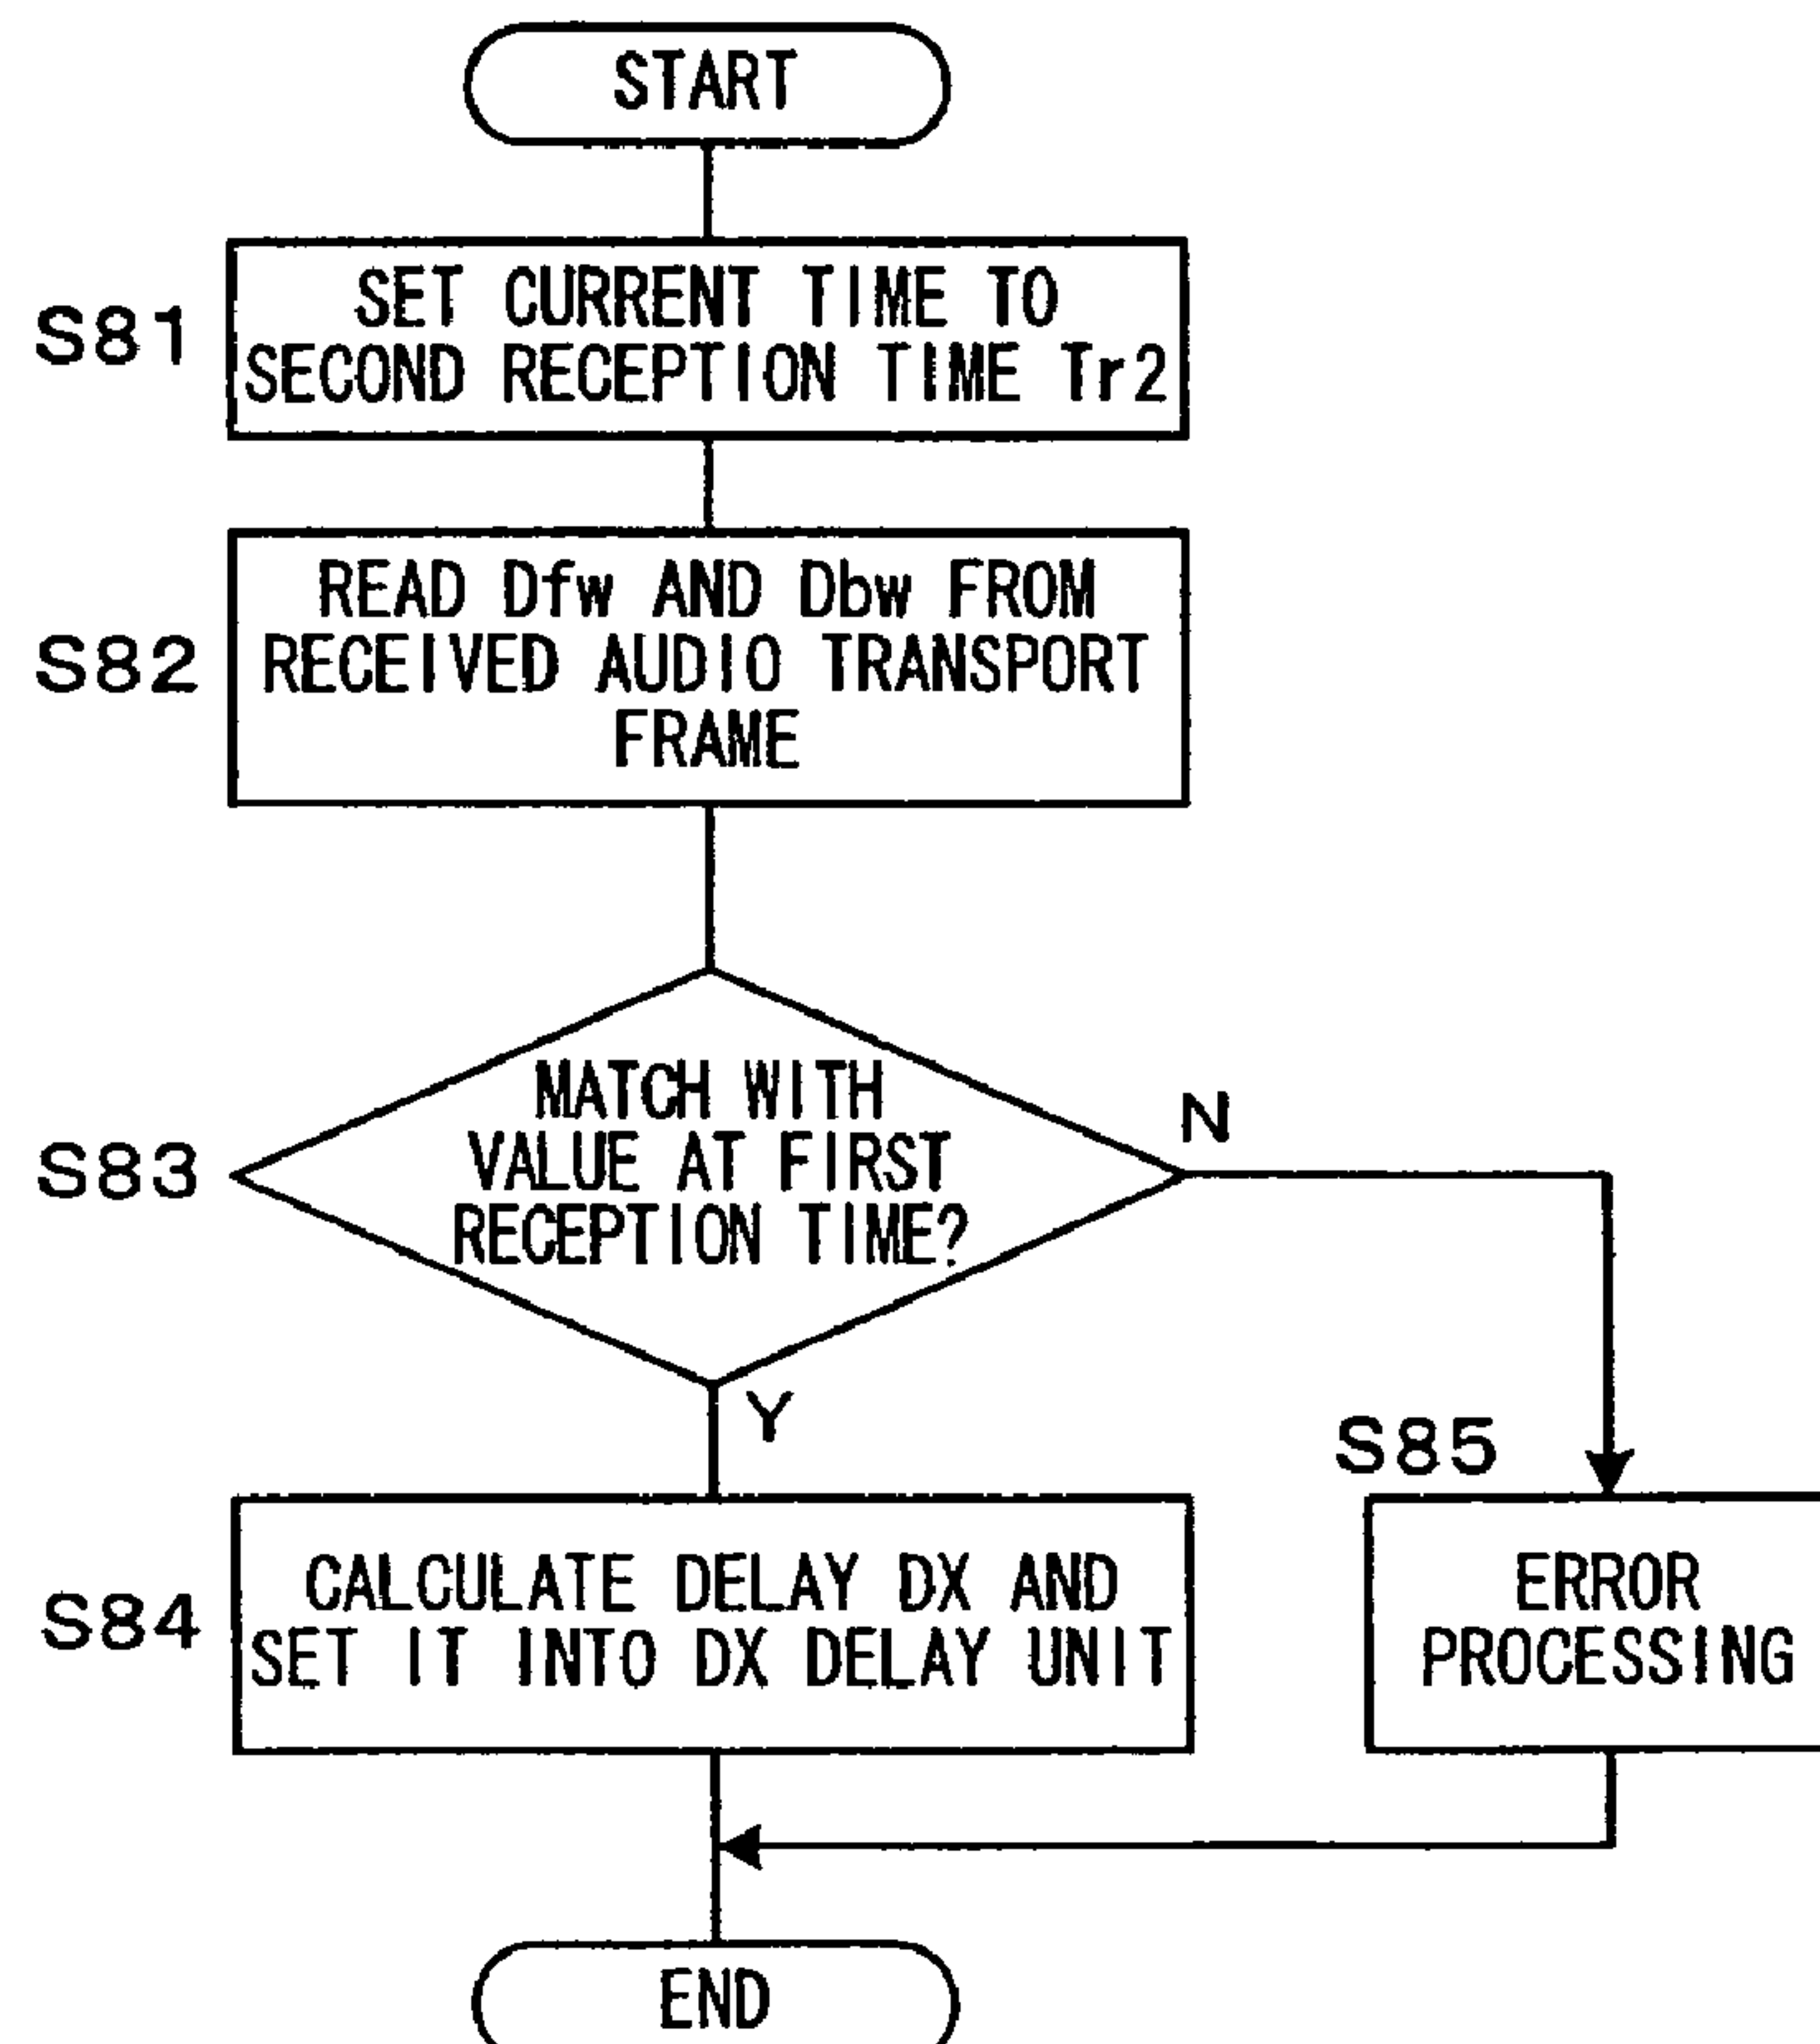 START
S81
SET CURRENT TIME TO
SECOND RECEPTION TIME Tr2
S82
READ Dfw AND Dbw FROM
RECEIVED AUDIO TRANSPORT
FRAME
S83
MATCH WITH
VALUE AT FIRST
RECEPTION TIME?
N
Y
S84
CALCULATE DELAY DX AND
SET IT INTO DX DELAY UNIT
S85
ERROR
PROCESSING
END